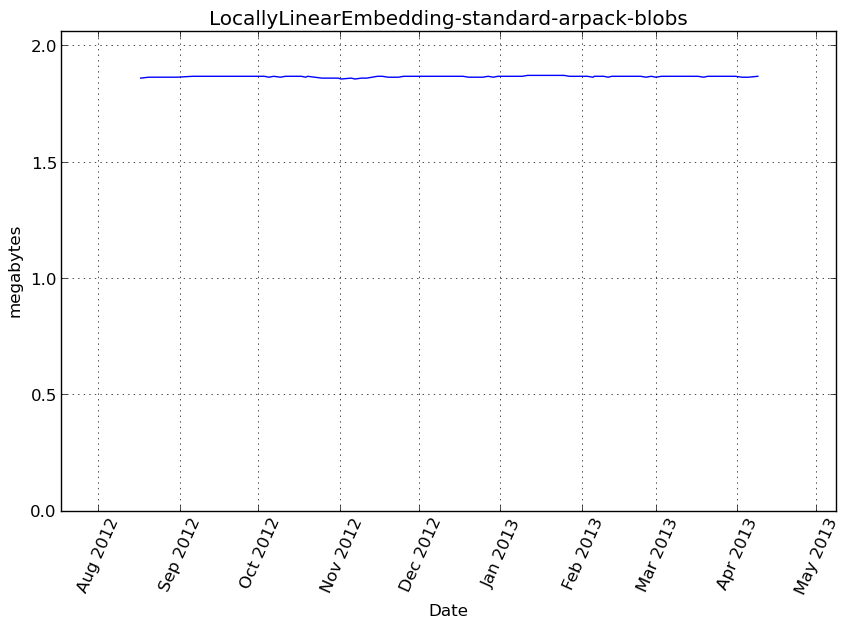 LocallyLinearEmbedding-standard-arpack-blobs
2.0
1.5
1.0
0.5
0.0
megabytes
Aug 2012
Sep 2012
Oct 2012
Nov 2012
Dec 2012
Jan 2013
Feb 2013
Mar 2013
Apr 2013
May 2013
Date